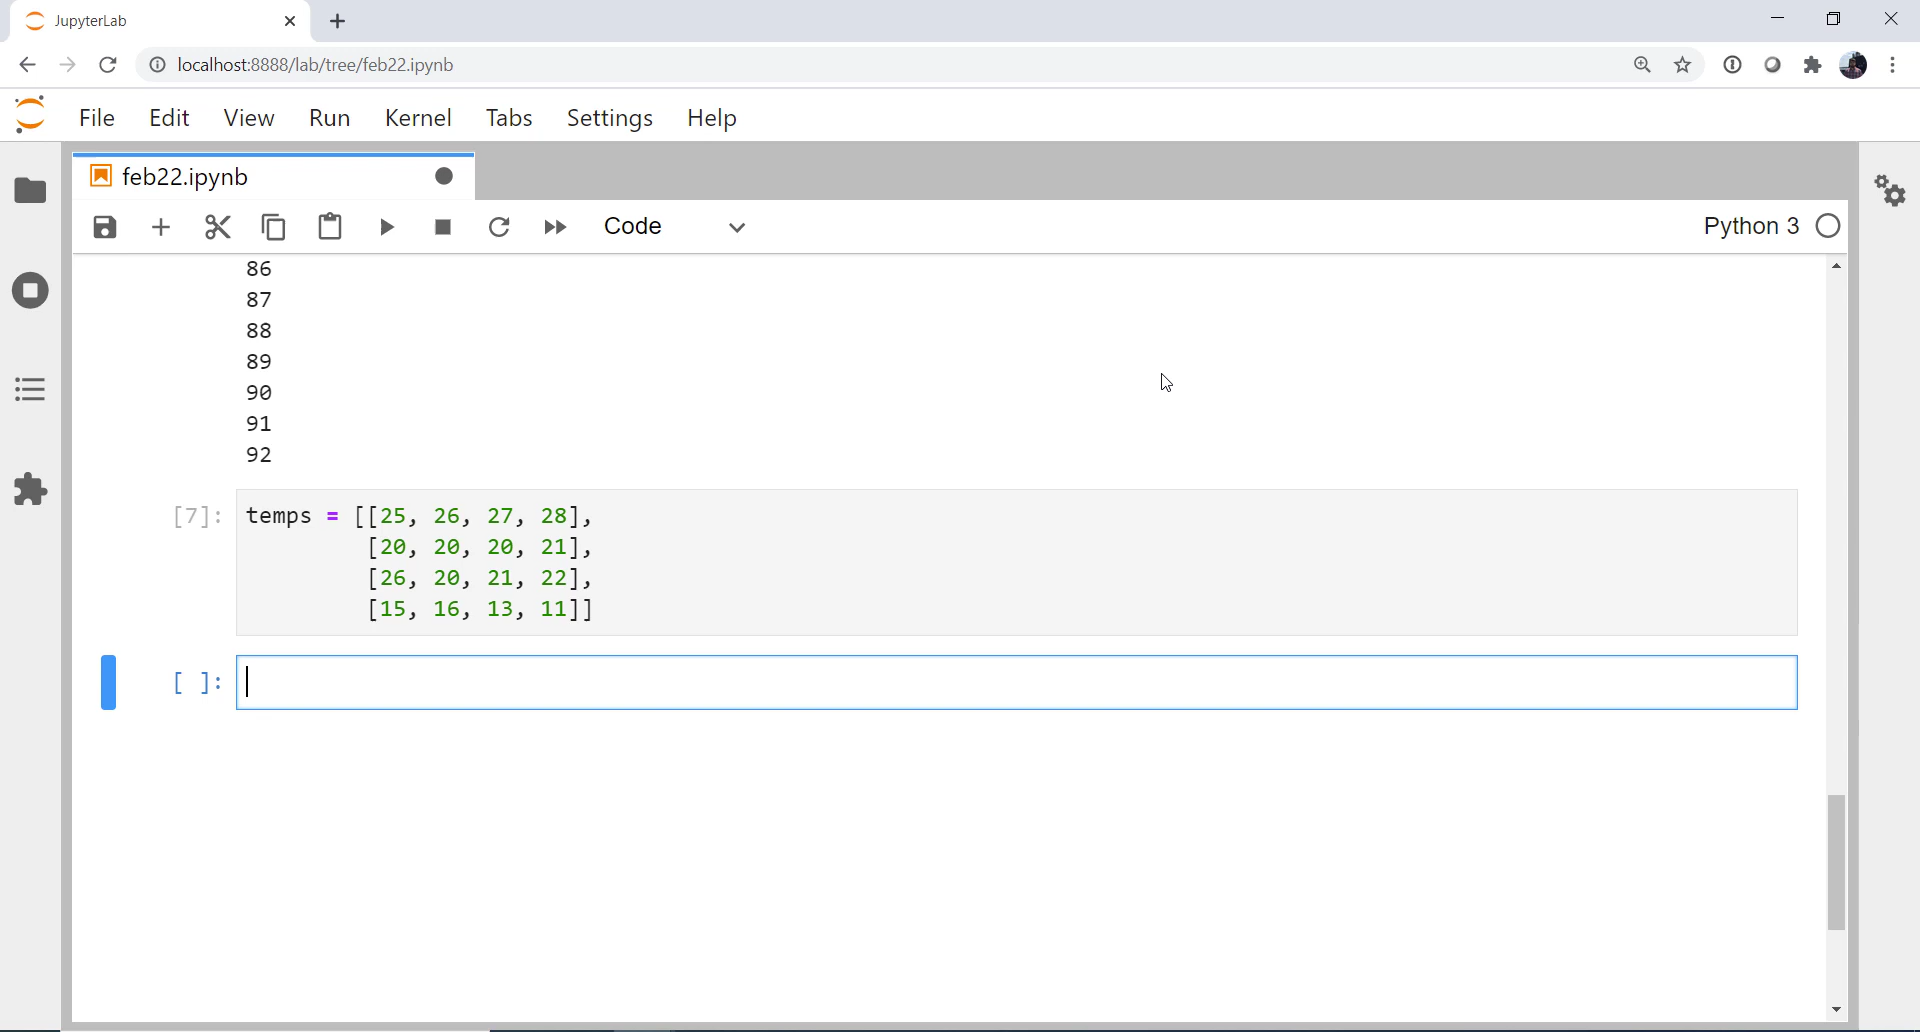 JupyterLab
localhost:8888/lab/tree/feb22.ipynb
File Edit View Run Kernel Tabs Settings Help
feb22.ipynb
Code Python 3
86
87
88
89
90
91
92
[7]: temps = [[25, 26, 27, 28],
[20, 20, 20, 21],
[26, 20, 21, 22],
[15, 16, 13, 11]]
[ ]: